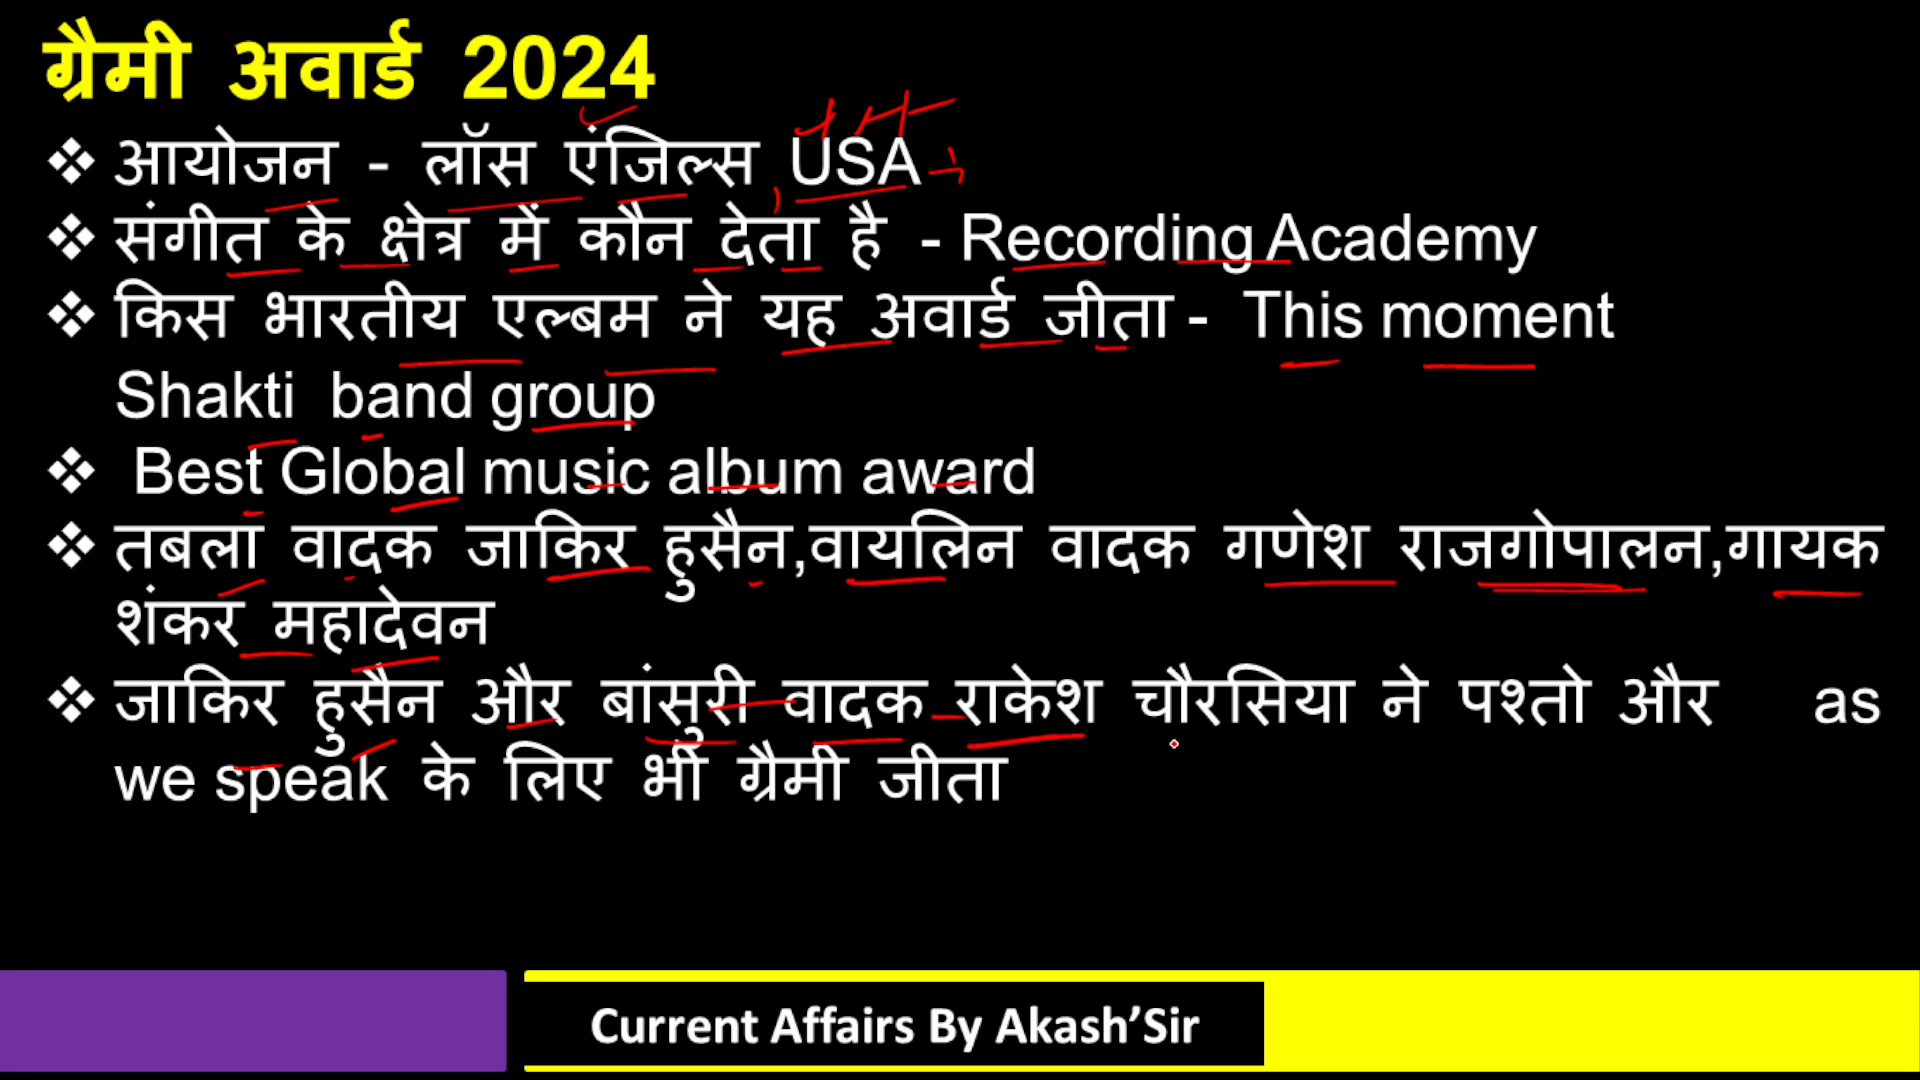 ग्रैमी अवार्ड 2024
❖ आयोजन - लॉस एंजिल्स USA
❖ संगीत के क्षेत्र में कौन देता है - Recording Academy
❖ किस भारतीय एल्बम ने यह अवार्ड जीता - This moment
Shakti band group
❖ Best Global music album award
❖ तबला वादक जाकिर हुसैन,वायलिन वादक गणेश राजगोपालन,गायक
शंकर महादेवन
❖ जाकिर हुसैन और बांसुरी वादक राकेश चौरसिया ने पश्तो और as
we speak के लिए भी ग्रैमी जीता
Current Affairs By Akash’Sir